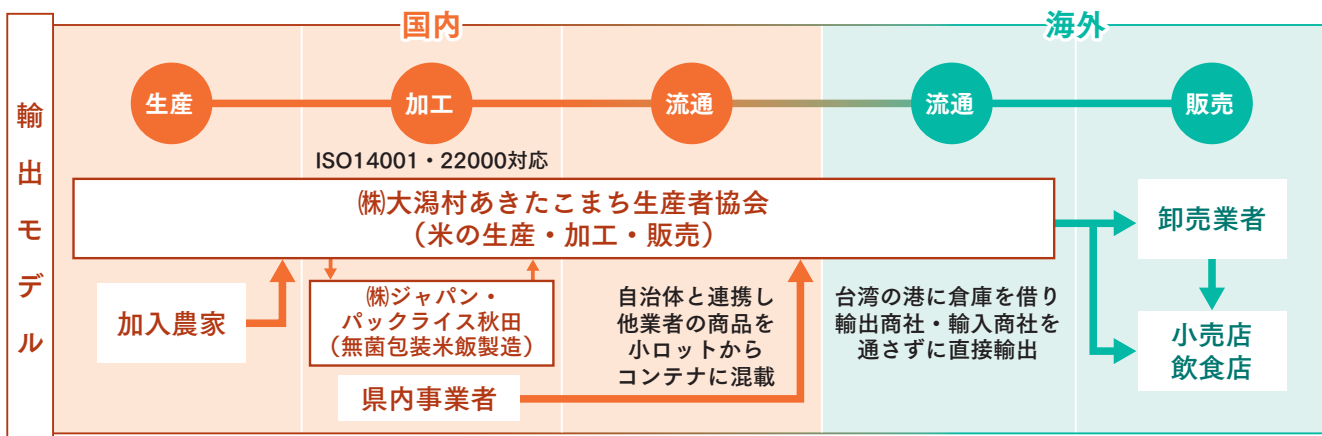 国内
海外
輸出モデル
生産
加工
流通
流通
販売
ISO14001・22000対応
㈱大潟村あきたこまち生産者協会
（米の生産・加工・販売）
加入農家
㈱ジャパン・
パックライス秋田
（無菌包装米飯製造）
県内事業者
自治体と連携し
他業者の商品を
小ロットから
コンテナに混載
台湾の港に倉庫を借り
輸出商社・輸入商社を
通さずに直接輸出
卸売業者
小売店
飲食店